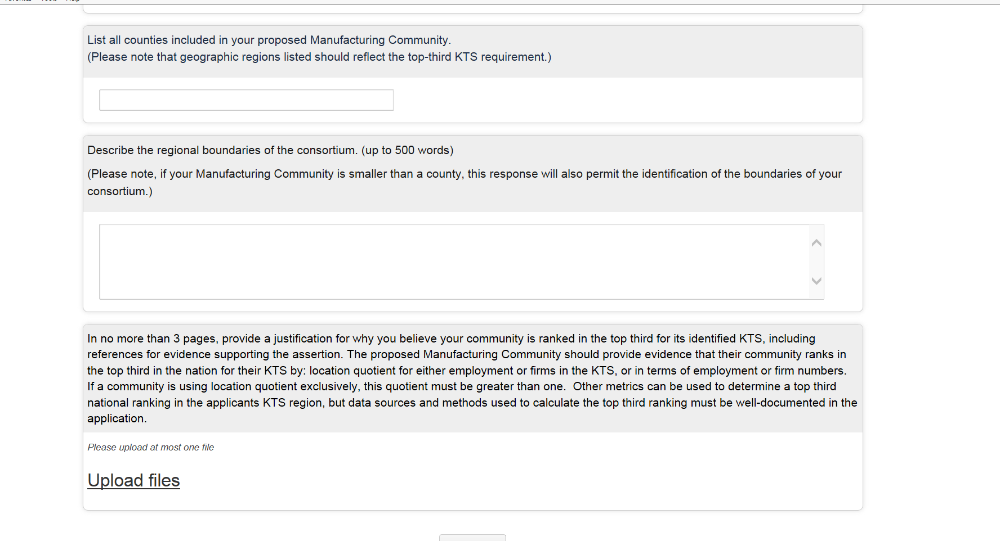 List all counties included in your proposed Manufacturing Community.
(Please note that geographic regions listed should reflect the top-third KTS requirement.)
Describe the regional boundaries of the consortium. (up to 500 words)
(Please note, if your Manufacturing Community is smaller than a county, this response will also permit the identification of the boundaries of your
consortium.)
In no more than 3 pages, provide a justification for why you believe your community is ranked in the top third for its identified KTS, including
references for evidence supporting the assertion. The proposed Manufacturing Community should provide evidence that their community ranks in
the top third in the nation for their KTS by: location quotient for either employment or firms in the KTS, or in terms of employment or firm numbers.
If a community is using location quotient exclusively, this quotient must be greater than one.  Other metrics can be used to determine a top third
national ranking in the applicants KTS region, but data sources and methods used to calculate the top third ranking must be well-documented in the
application.
Please upload at most one file
Upload files